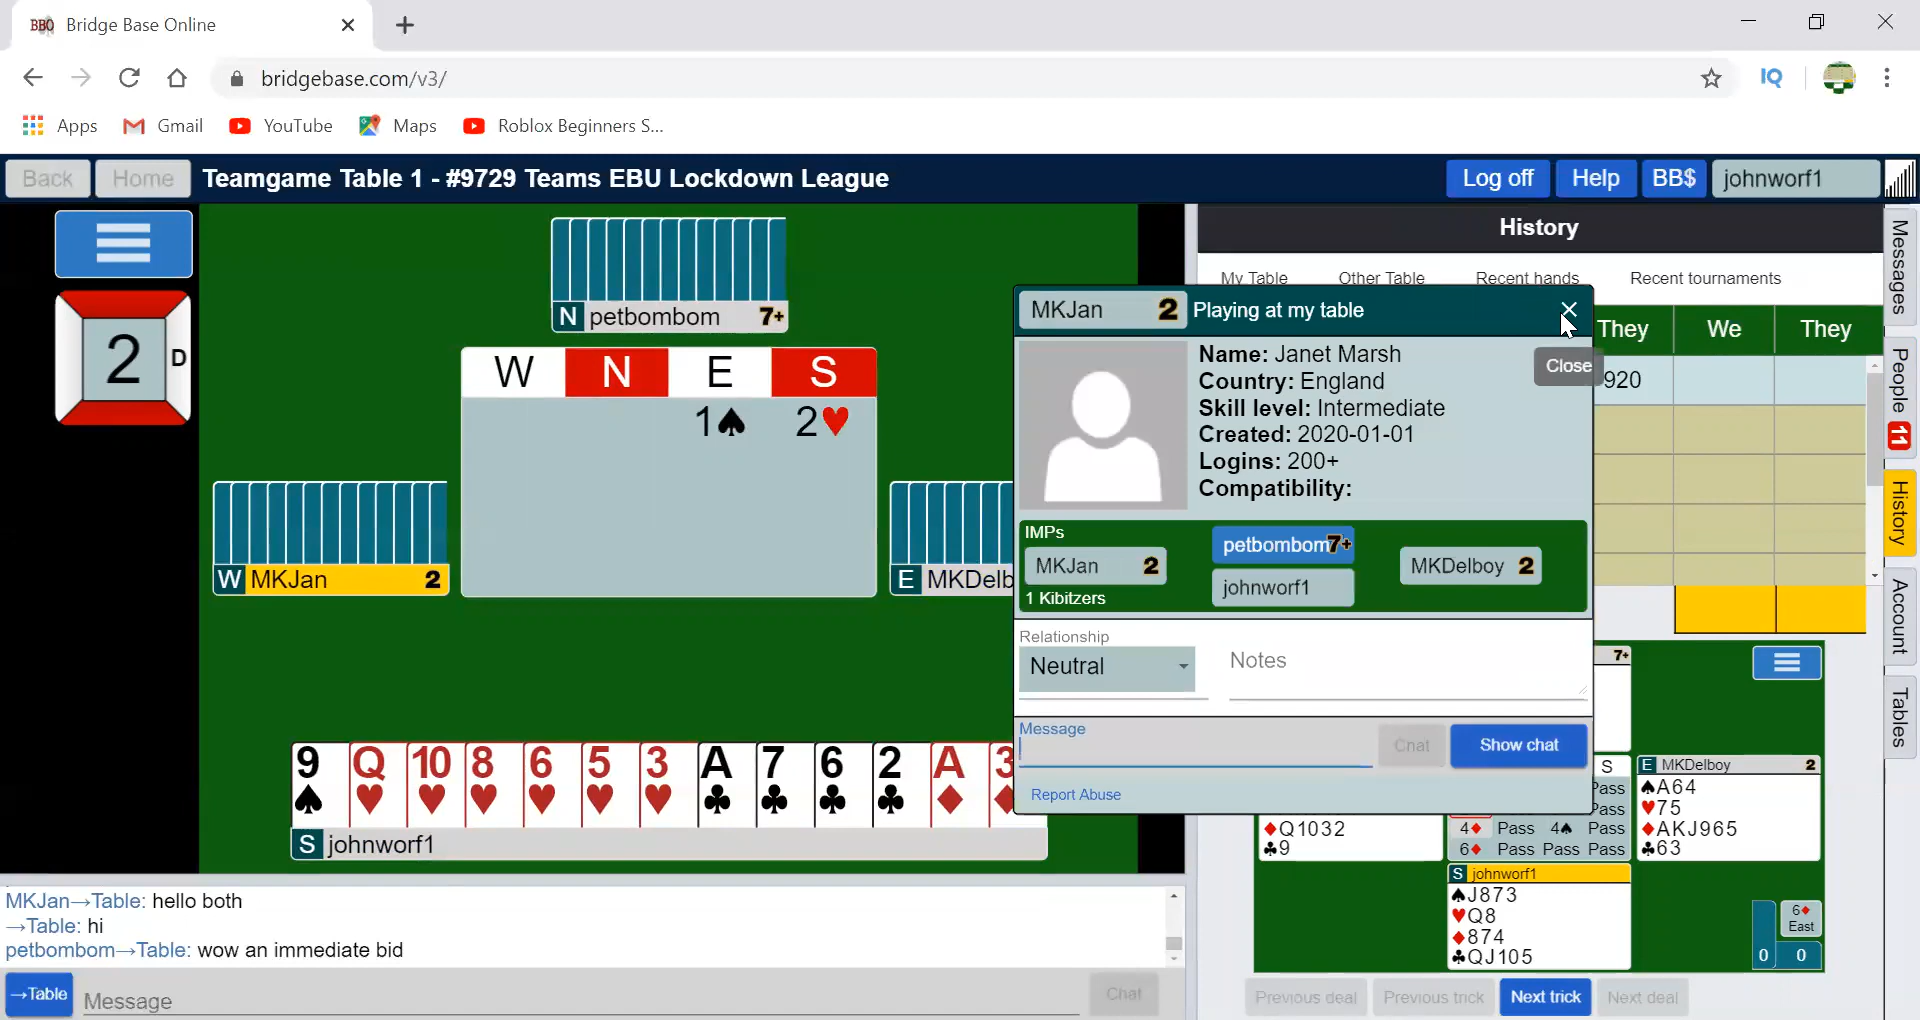 BBO Bridge Base Online
bridgebase.com/v3/
IQ
Apps Gmail YouTube Maps Roblox Beginners S...
Back Home Teamgame Table 1 - #9729 Teams EBU Lockdown League Log off Help BB$ johnworf1
2 D
N petbombom 7+
W N E S
1♠ 2♥
W MKJan 2
E MKDelb
9♠ Q♥ 10♥ 8♥ 6♥ 5♥ 3♥ A♣ 7♣ 6♣ 2♣ A♦ 3♦
S johnworf1
MKJan→Table: hello both
→Table: hi
petbombom→Table: wow an immediate bid
→Table Message Chat
History
My Table Other Table Recent hands Recent tournaments
They We They
920
MKJan 2 Playing at my table
Close
Name: Janet Marsh
Country: England
Skill level: Intermediate
Created: 2020-01-01
Logins: 200+
Compatibility:
IMPs
MKJan 2 petbombom 7+ MKDelboy 2
johnworf1
1 Kibitzers
Relationship
Neutral
Notes
Message
Chat Show chat
Report Abuse
7+
S
Pass
Pass
4♦ Pass 4♠ Pass
6♦ Pass Pass Pass
♦Q1032
♣9
E MKDelboy 2
♠A64
♥75
♦AKJ965
♣63
S johnworf1
♠J873
♥Q8
♦874
♣QJ105
6♦
East
0 0
Previous deal Previous trick Next trick Next deal
Messages
People 11
History
Account
Tables